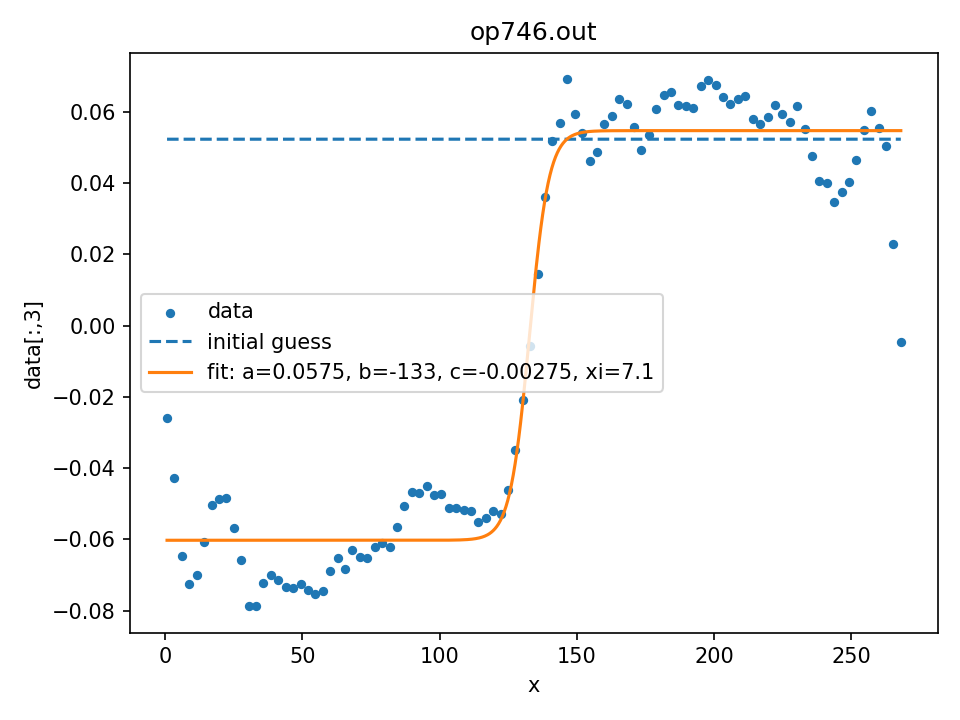 op746.out
data[:,3]
0.06
0.04
0.02
0.00
−0.02
−0.04
−0.06
−0.08
data
initial guess
fit: a=0.0575, b=-133, c=-0.00275, xi=7.1
0 50 100 150 200 250
x